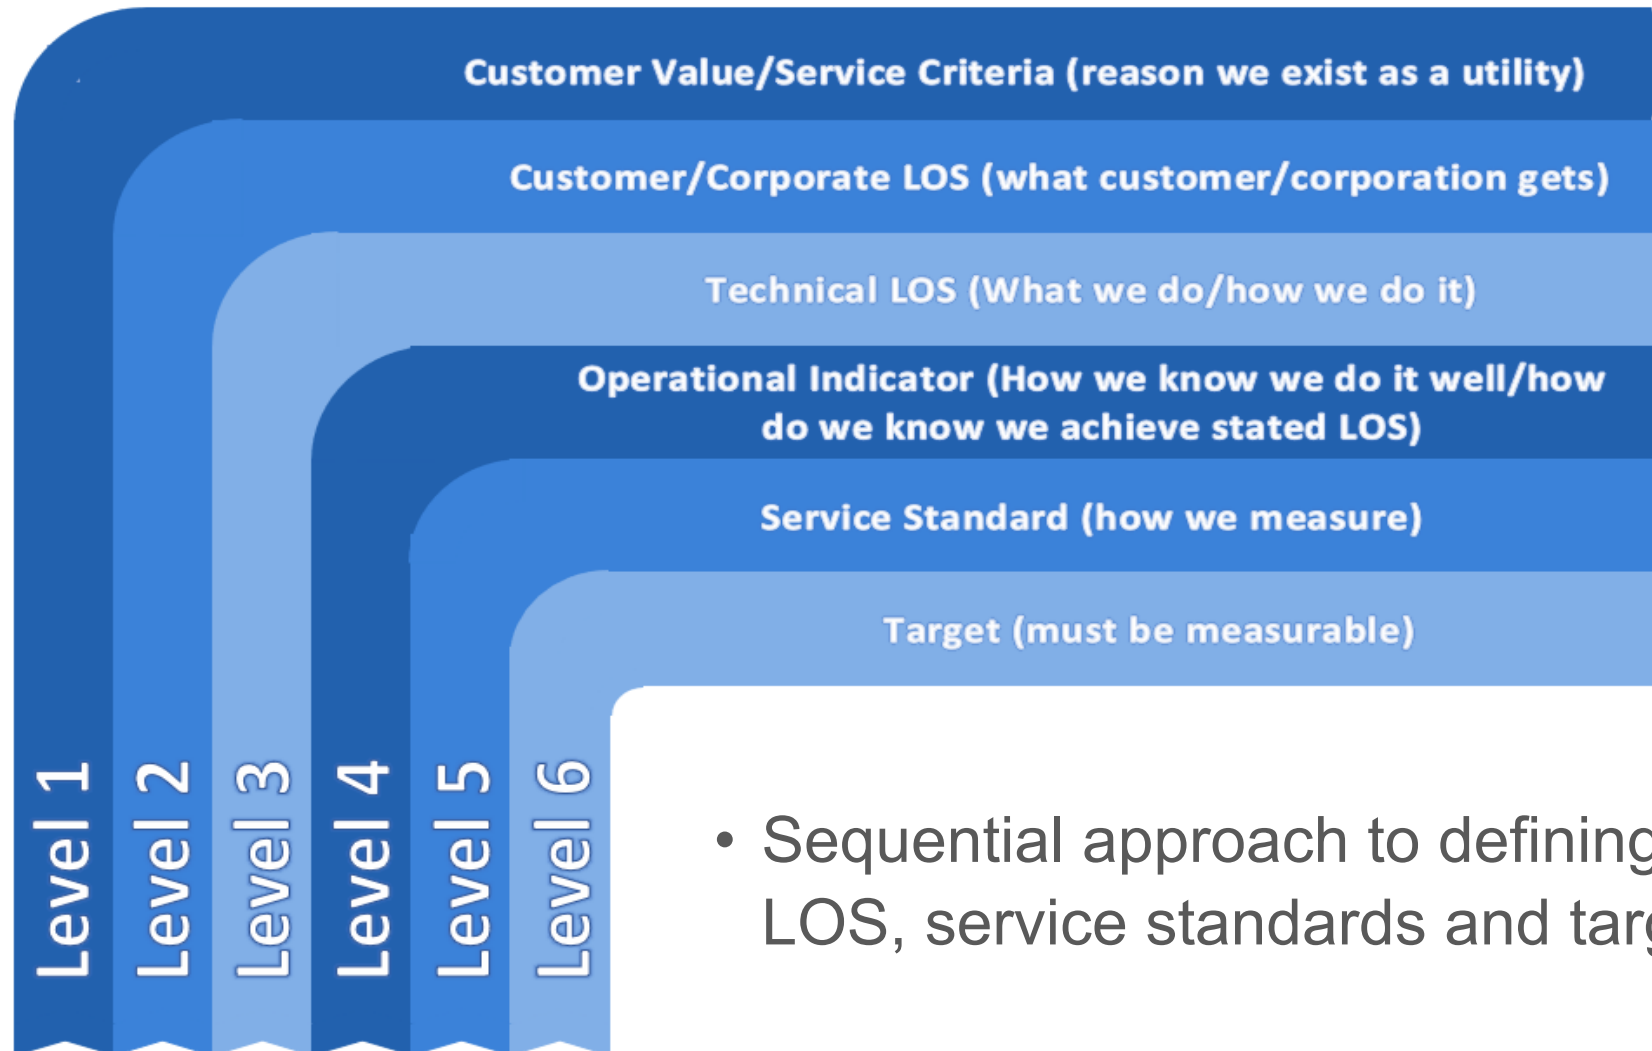 Customer Value/Service Criteria (reason we exist as a utility)
Customer/Corporate LOS (what customer/corporation gets)
Technical LOS (What we do/how we do it)
Operational Indicator (How we know we do it well/how
do we know we achieve stated LOS)
Service Standard (how we measure)
Target (must be measurable)
Level 1
Level 2
Level 3
Level 4
Level 5
Level 6
• Sequential approach to defining
LOS, service standards and